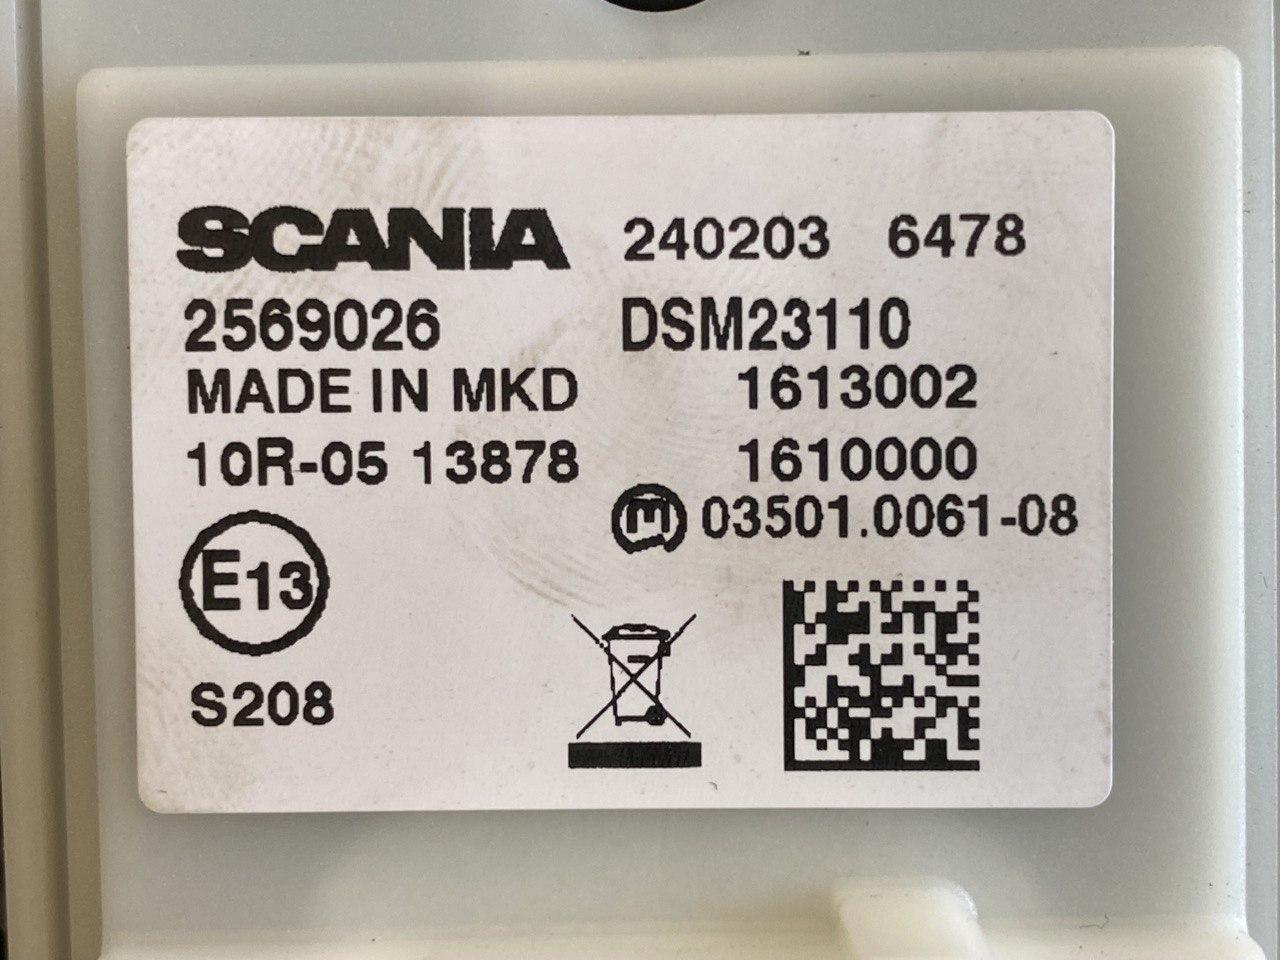 SCANIA 240203 6478
2569026 DSM23110
MADE IN MKD 1613002
10R-05 13878 1610000
M 03501.0061-08
E13
S208